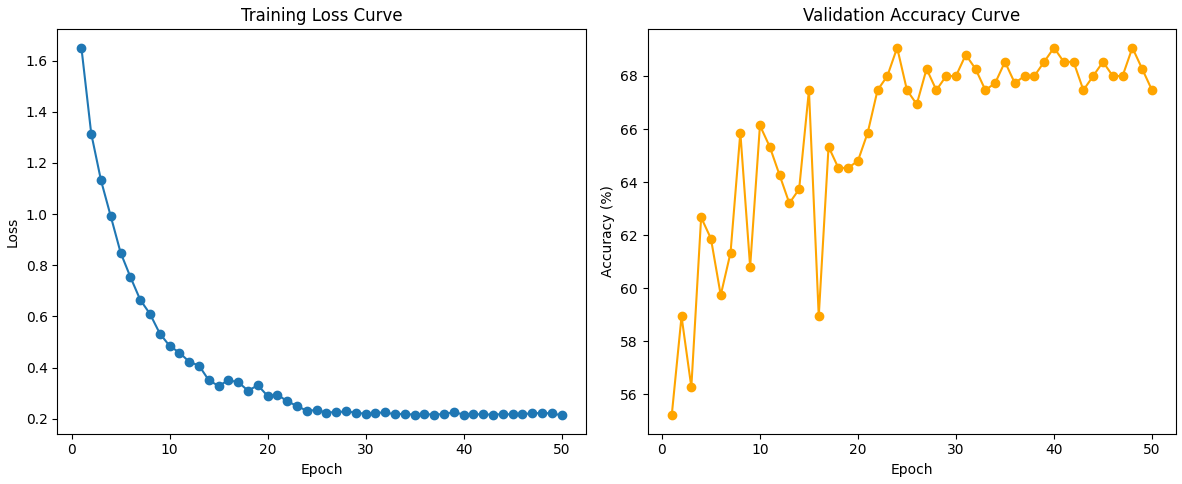 Training Loss Curve
Loss
1.6
1.4
1.2
1.0
0.8
0.6
0.4
0.2
0 10 20 30 40 50
Epoch
Validation Accuracy Curve
Accuracy (%)
68
66
64
62
60
58
56
0 10 20 30 40 50
Epoch